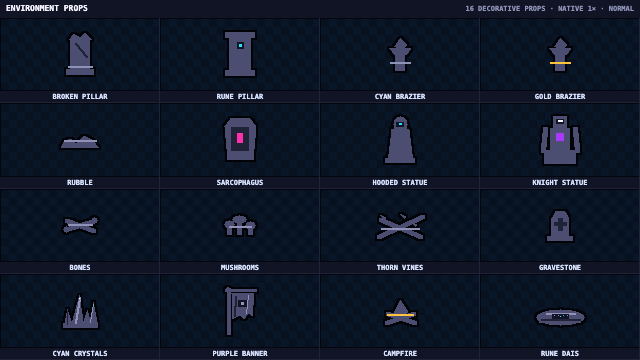 ENVIRONMENT PROPS
16 DECORATIVE PROPS · NATIVE 1× · NORMAL
BROKEN PILLAR
RUNE PILLAR
CYAN BRAZIER
GOLD BRAZIER
RUBBLE
SARCOPHAGUS
HOODED STATUE
KNIGHT STATUE
BONES
MUSHROOMS
THORN VINES
GRAVESTONE
CYAN CRYSTALS
PURPLE BANNER
CAMPFIRE
RUNE DAIS